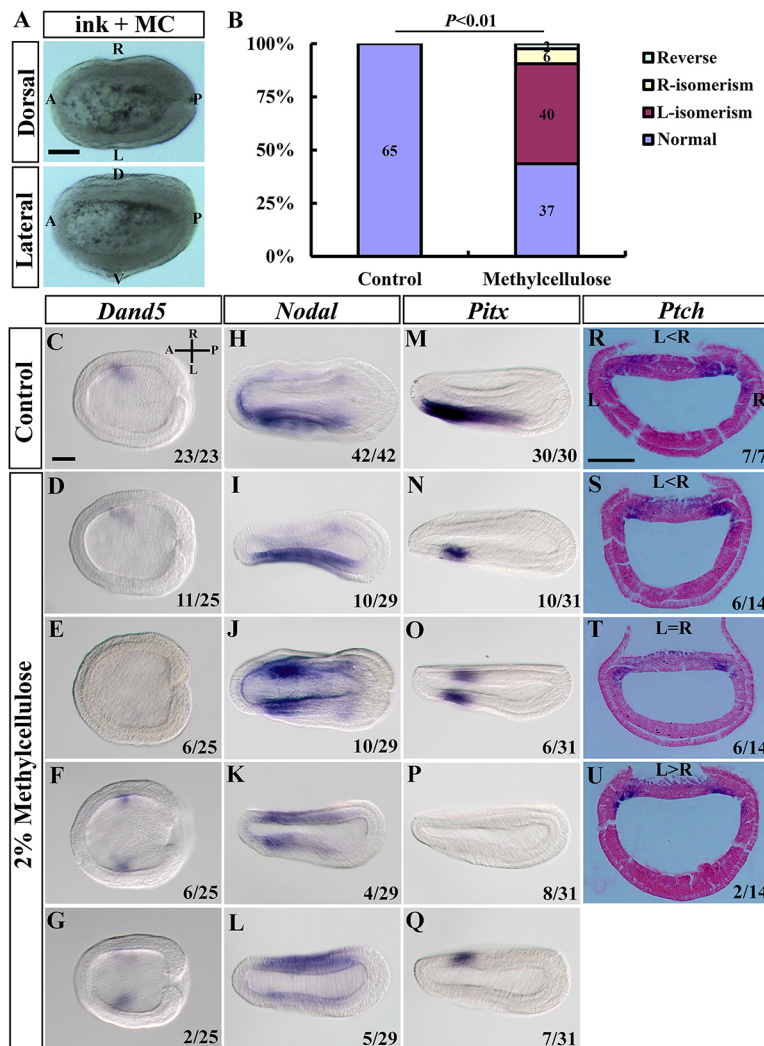 A
ink + MC
Dorsal
R
A
P
L
Lateral
D
A
P
V
B
P<0.01
100%
75%
50%
25%
0%
65
2
6
40
37
Control
Methylcellulose
Reverse
R-isomerism
L-isomerism
Normal
Dand5
Nodal
Pitx
Ptch
Control
C
R
A
P
L
23/23
H
42/42
M
30/30
R
L<R
L
R
7/7
2% Methylcellulose
D
11/25
I
10/29
N
10/31
S
L<R
6/14
E
6/25
J
10/29
O
6/31
T
L=R
6/14
F
6/25
K
4/29
P
8/31
U
L>R
2/14
G
2/25
L
5/29
Q
7/31